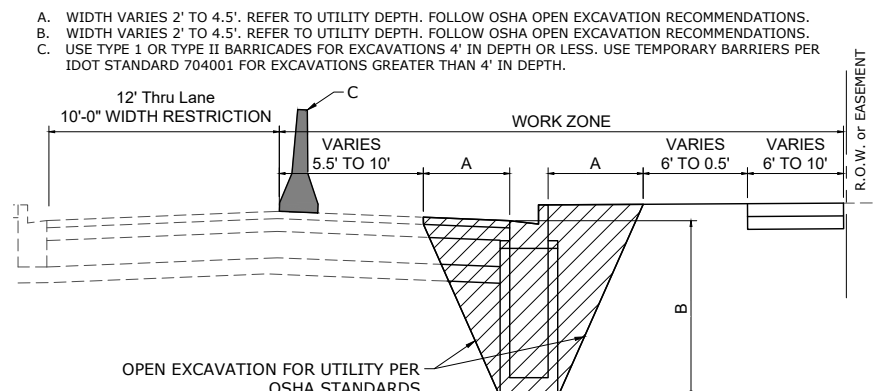 A. WIDTH VARIES 2' TO 4.5'. REFER TO UTILITY DEPTH. FOLLOW OSHA OPEN EXCAVATION RECOMMENDATIONS.
B. WIDTH VARIES 2' TO 4.5'. REFER TO UTILITY DEPTH. FOLLOW OSHA OPEN EXCAVATION RECOMMENDATIONS.
C. USE TYPE 1 OR TYPE II BARRICADES FOR EXCAVATIONS 4' IN DEPTH OR LESS. USE TEMPORARY BARRIERS PER
IDOT STANDARD 704001 FOR EXCAVATIONS GREATER THAN 4' IN DEPTH.
12' Thru Lane
10'-0" WIDTH RESTRICTION
C
WORK ZONE
VARIES
5.5' TO 10'
A
A
VARIES
6' TO 0.5'
VARIES
6' TO 10'
R.O.W. or EASEMENT
B
OPEN EXCAVATION FOR UTILITY PER
OSHA STANDARDS